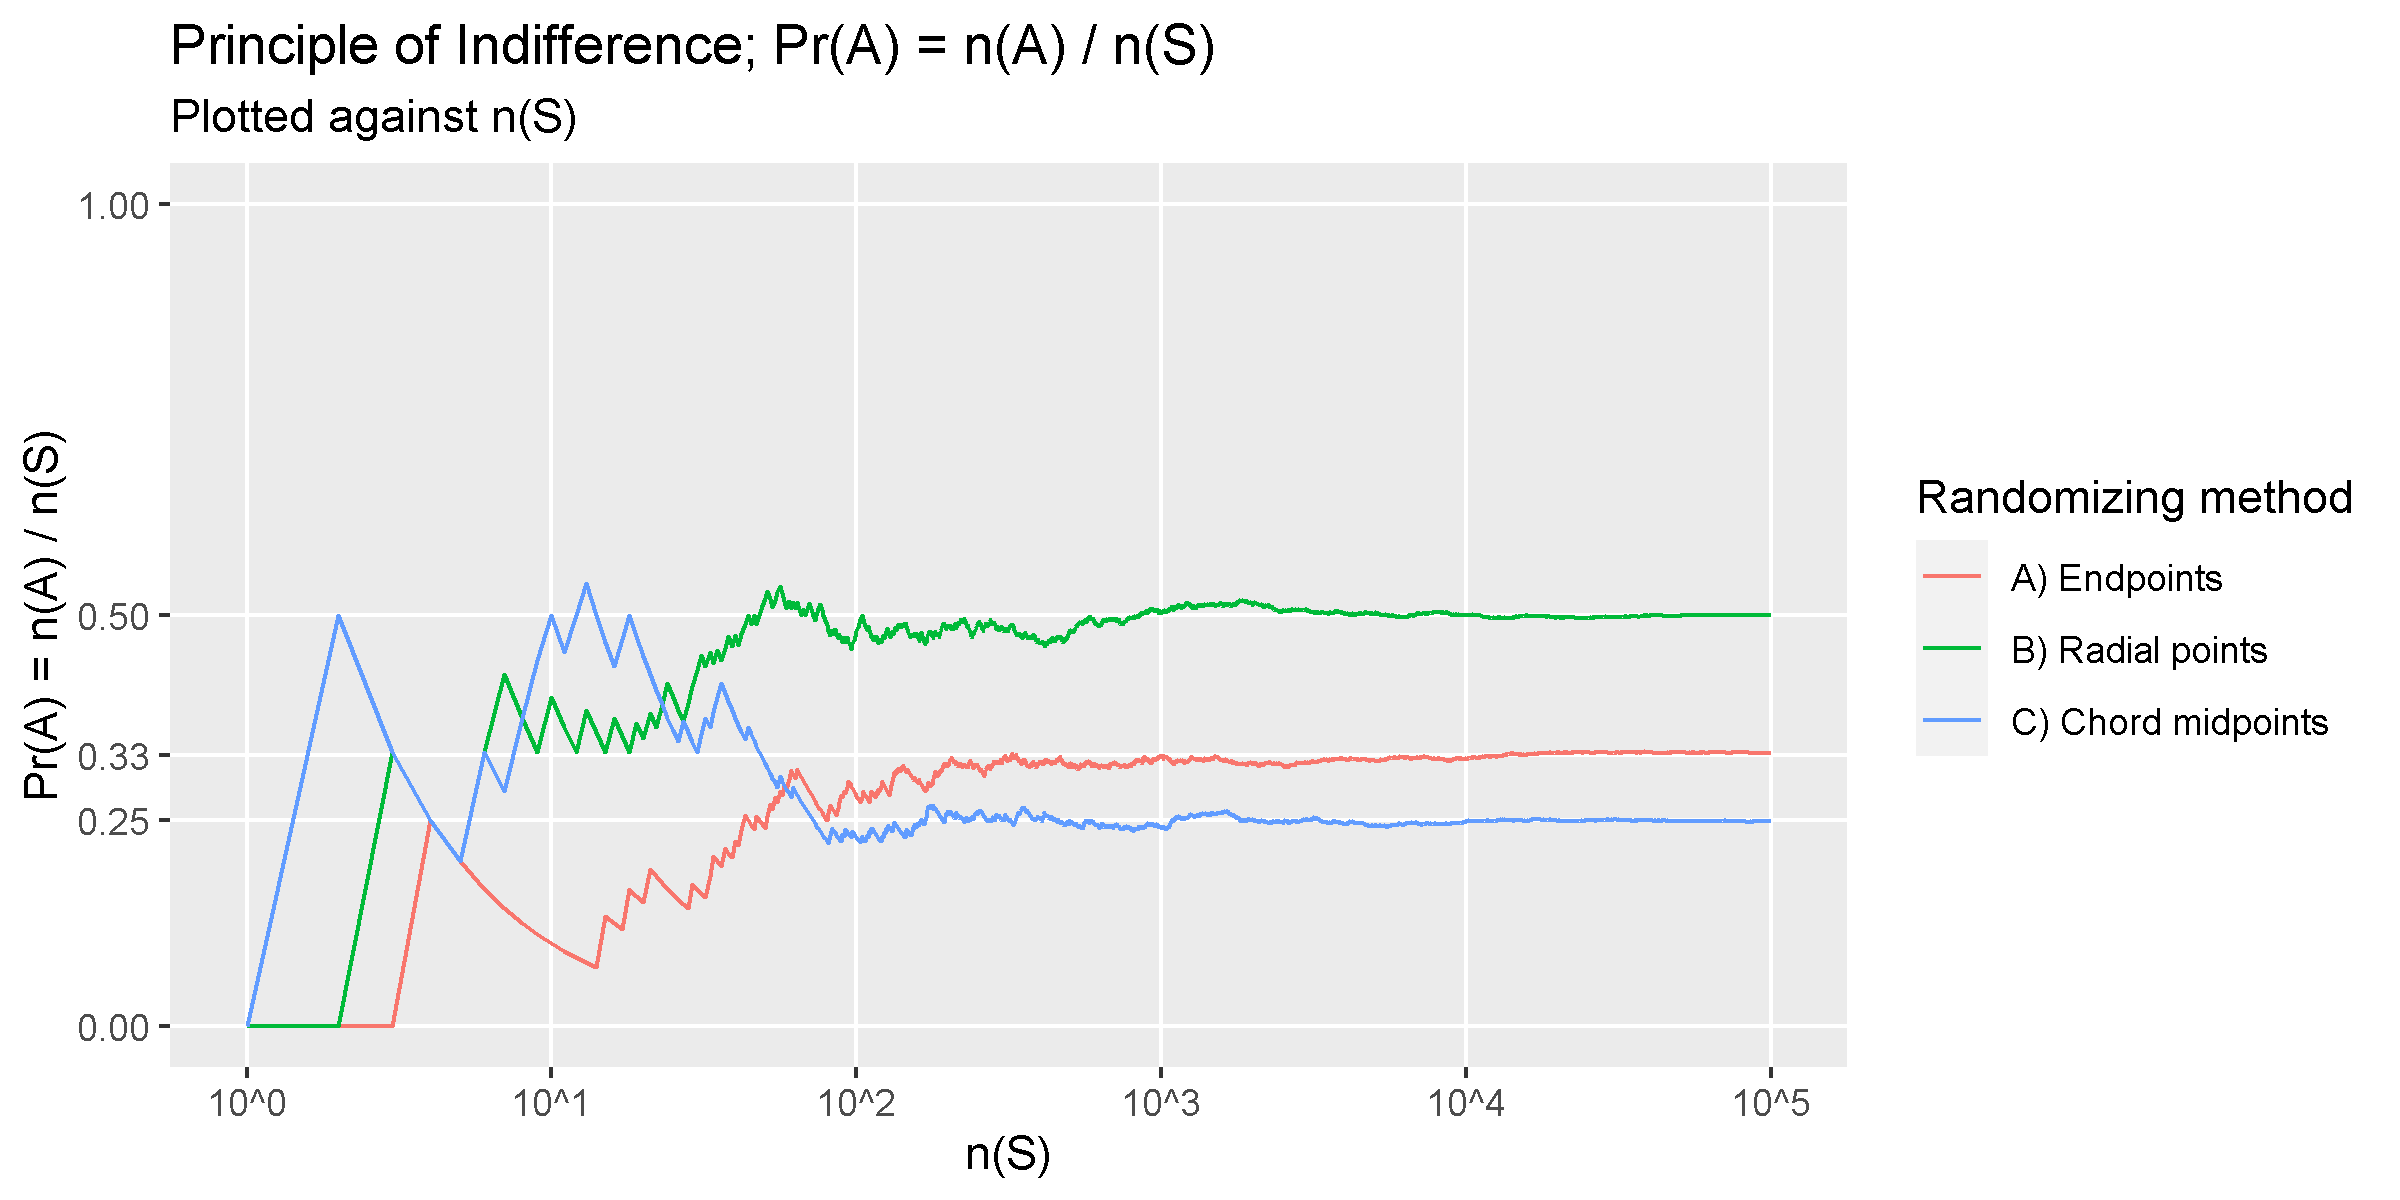 Principle of Indifference; Pr(A) = n(A) / n(S)
Plotted against n(S)
Pr(A) = n(A) / n(S)
1.00
0.50
0.33
0.25
0.00
10^0 10^1 10^2 10^3 10^4 10^5
n(S)
Randomizing method
A) Endpoints
B) Radial points
C) Chord midpoints